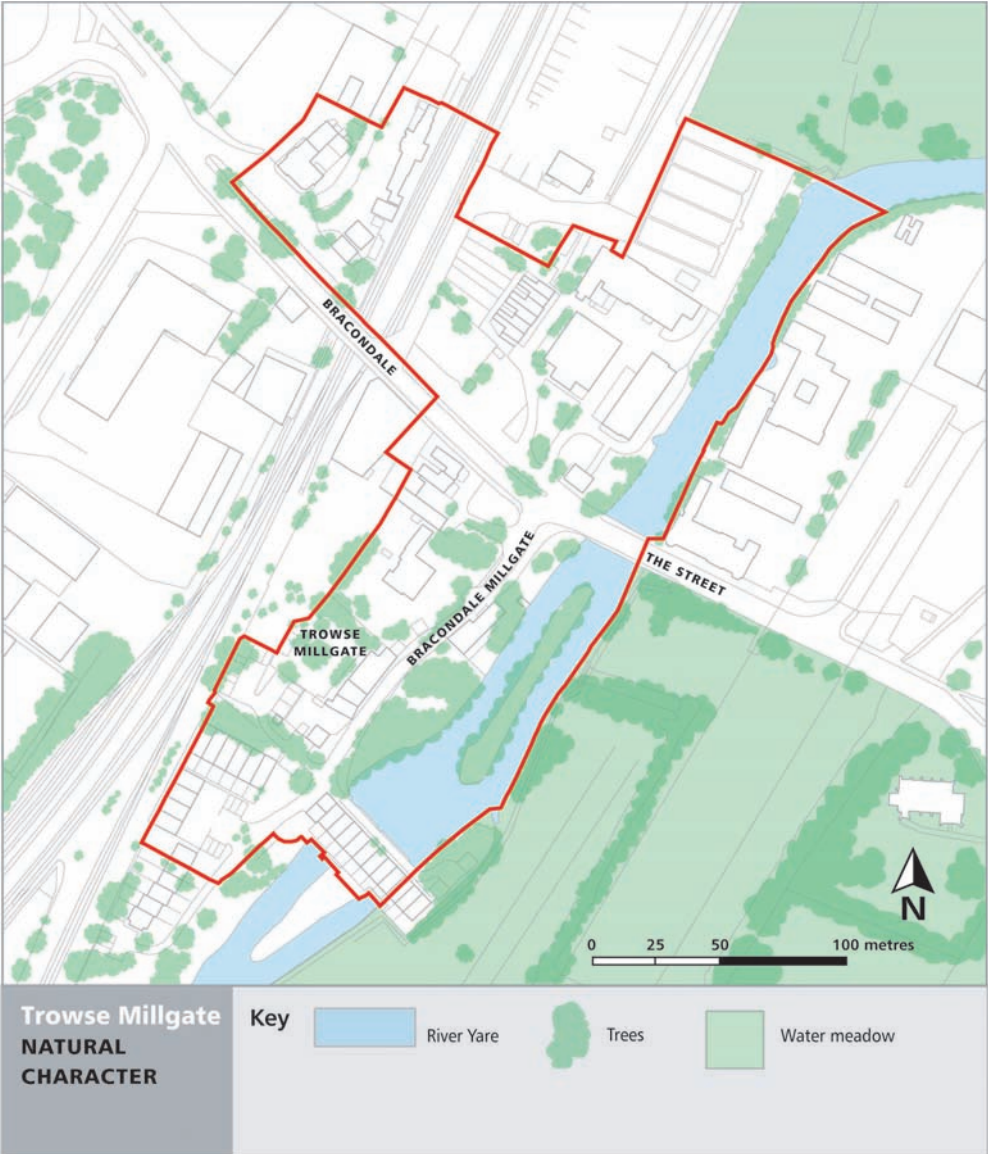 BRACONDALE
THE STREET
BRACONDALE MILLGATE
TROWSE
MILLGATE
N
0 25 50 100 metres
Trowse Millgate
NATURAL
CHARACTER
Key
River Yare
Trees
Water meadow